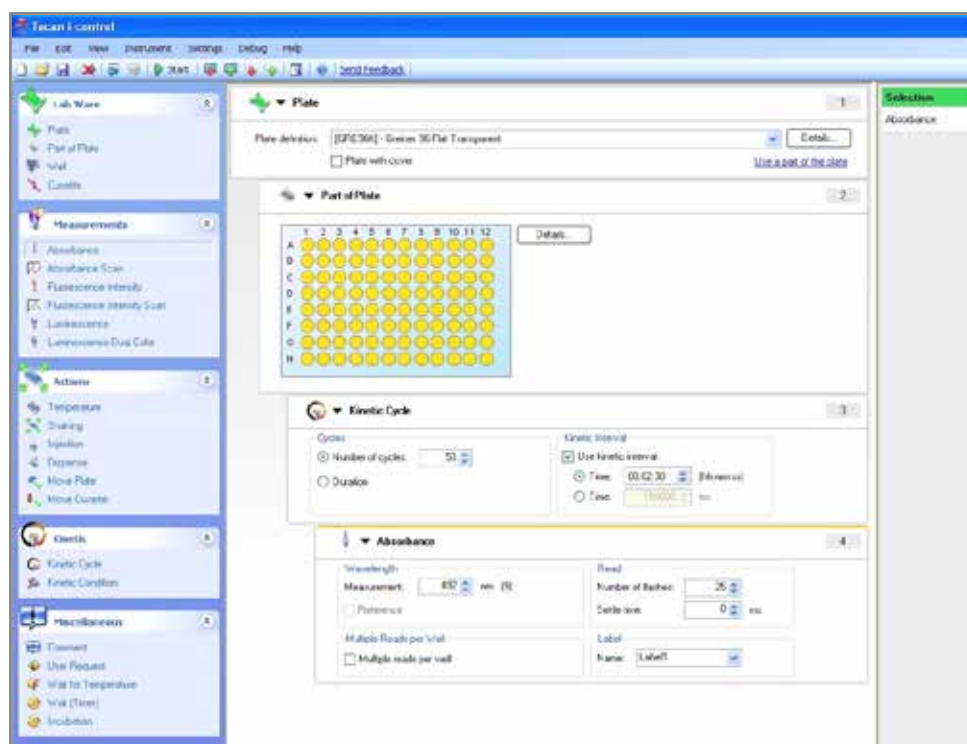 Tecan i-control
File Edit View Instrument Settings Debug Help
Start Send Feedback
Lab Ware
Plate
Part of Plate
Well
Cuvette
Measurements
Absorbance
Absorbance Scan
Fluorescence Intensity
Fluorescence Intensity Scan
Luminescence
Luminescence Dual Color
Actions
Temperature
Shaking
Injection
Dispense
Move Plate
Move Cuvette
Kinetic
Kinetic Cycle
Kinetic Condition
Miscellaneous
Comment
User Request
Wait for Temperature
Wait (Timer)
Incubation
Plate 1
Plate definition: [GRE96ft] - Greiner 96 Flat Transparent Details...
Plate with cover Use a part of the plate
Part of Plate 2
1 2 3 4 5 6 7 8 9 10 11 12
A
B
C
D
E
F
G
H
Details...
Kinetic Cycle 3
Cycles
Number of cycles: 50
Duration
Kinetic Interval
Use kinetic interval
Time: 00:02:30 [hh:mm:ss]
Time: 150000 ms
Absorbance 4
Wavelength
Measurement: 492 nm (9)
Reference
Multiple Reads per Well
Multiple reads per well
Read
Number of flashes: 25
Settle time: 0 ms
Label
Name: Label1
Selection
Absorbance